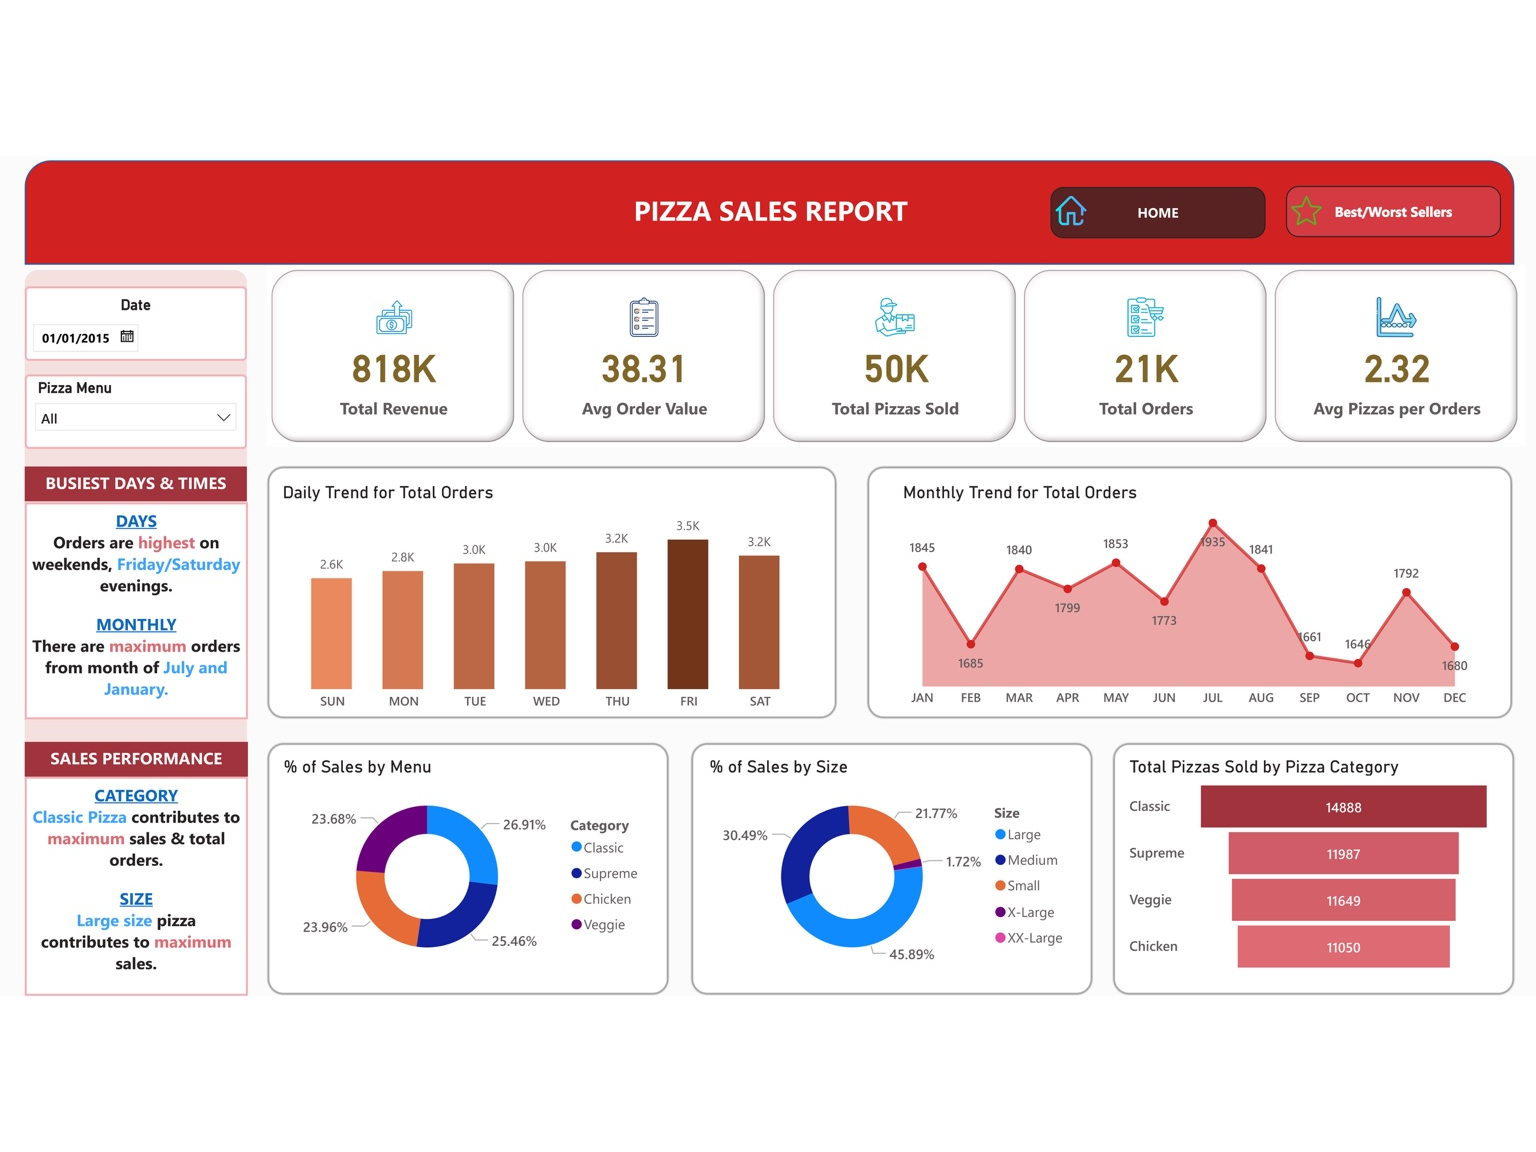 PIZZA SALES REPORT
HOME
Best/Worst Sellers
Date
01/01/2015
Pizza Menu
All
818K
Total Revenue
38.31
Avg Order Value
50K
Total Pizzas Sold
21K
Total Orders
2.32
Avg Pizzas per Orders
BUSIEST DAYS & TIMES
DAYS
Orders are highest on
weekends, Friday/Saturday
evenings.
MONTHLY
There are maximum orders
from month of July and
January.
SALES PERFORMANCE
CATEGORY
Classic Pizza contributes to
maximum sales & total
orders.
SIZE
Large size pizza
contributes to maximum
sales.
Daily Trend for Total Orders
2.6K
2.8K
3.0K
3.0K
3.2K
3.5K
3.2K
SUN
MON
TUE
WED
THU
FRI
SAT
Monthly Trend for Total Orders
1845
1685
1840
1799
1853
1773
1935
1841
1661
1646
1792
1680
JAN
FEB
MAR
APR
MAY
JUN
JUL
AUG
SEP
OCT
NOV
DEC
% of Sales by Menu
23.68%
26.91%
23.96%
25.46%
Category
Classic
Supreme
Chicken
Veggie
% of Sales by Size
21.77%
30.49%
1.72%
45.89%
Size
Large
Medium
Small
X-Large
XX-Large
Total Pizzas Sold by Pizza Category
Classic 14888
Supreme 11987
Veggie 11649
Chicken 11050